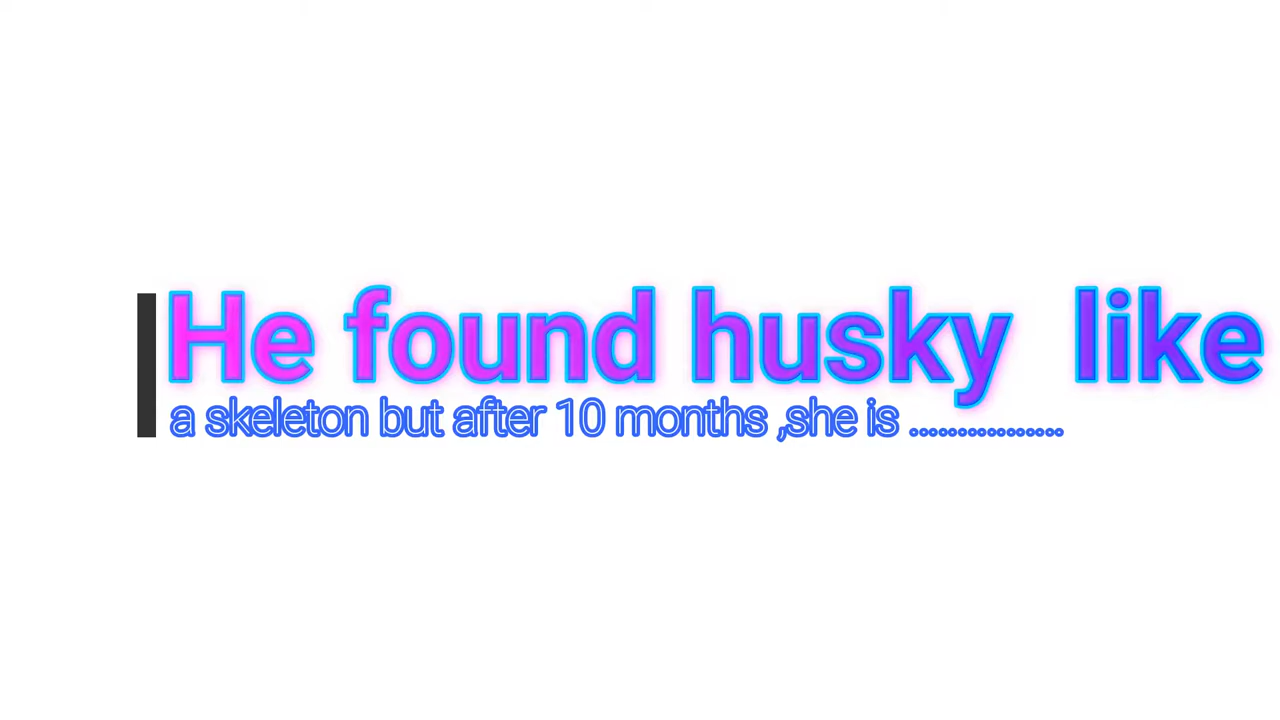 He found husky  like
a skeleton but after 10 months ,she is ................